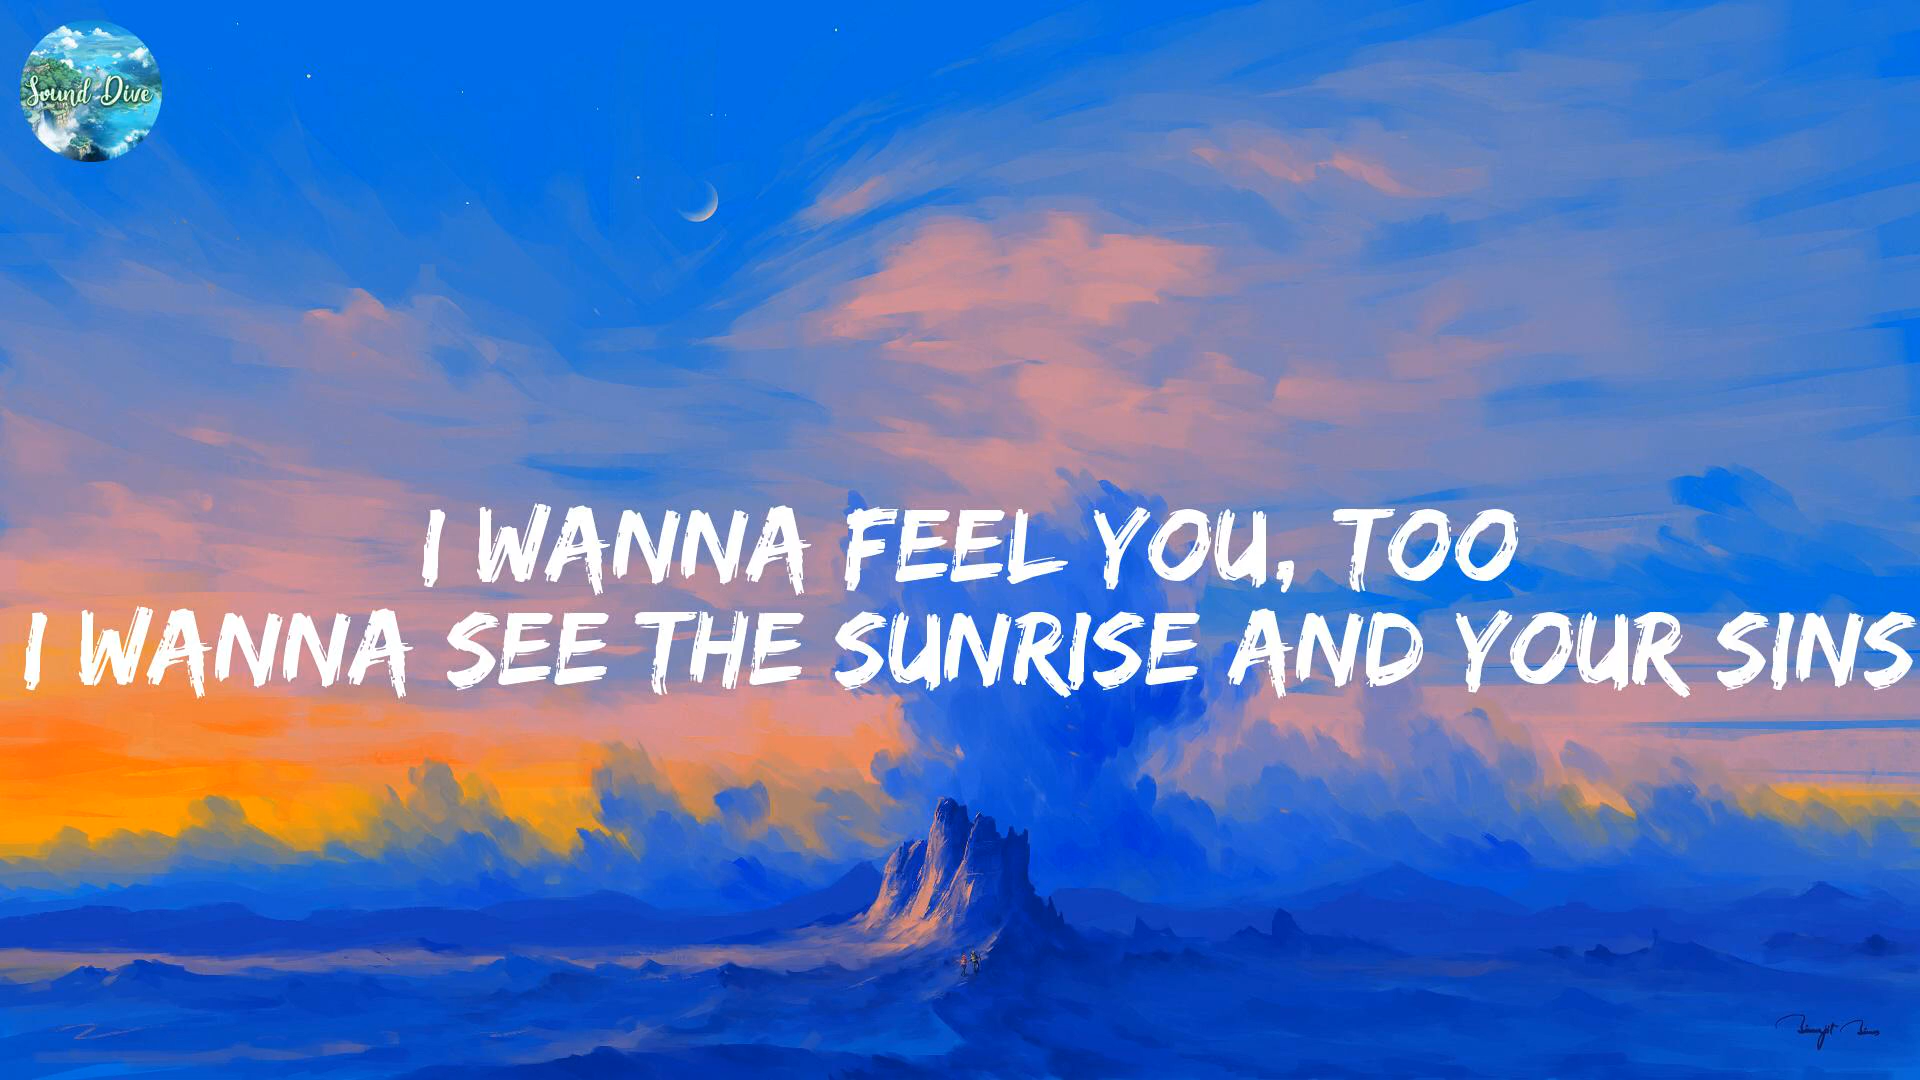 Sound Dive
I WANNA FEEL YOU, TOO
I WANNA SEE THE SUNRISE AND YOUR SINS